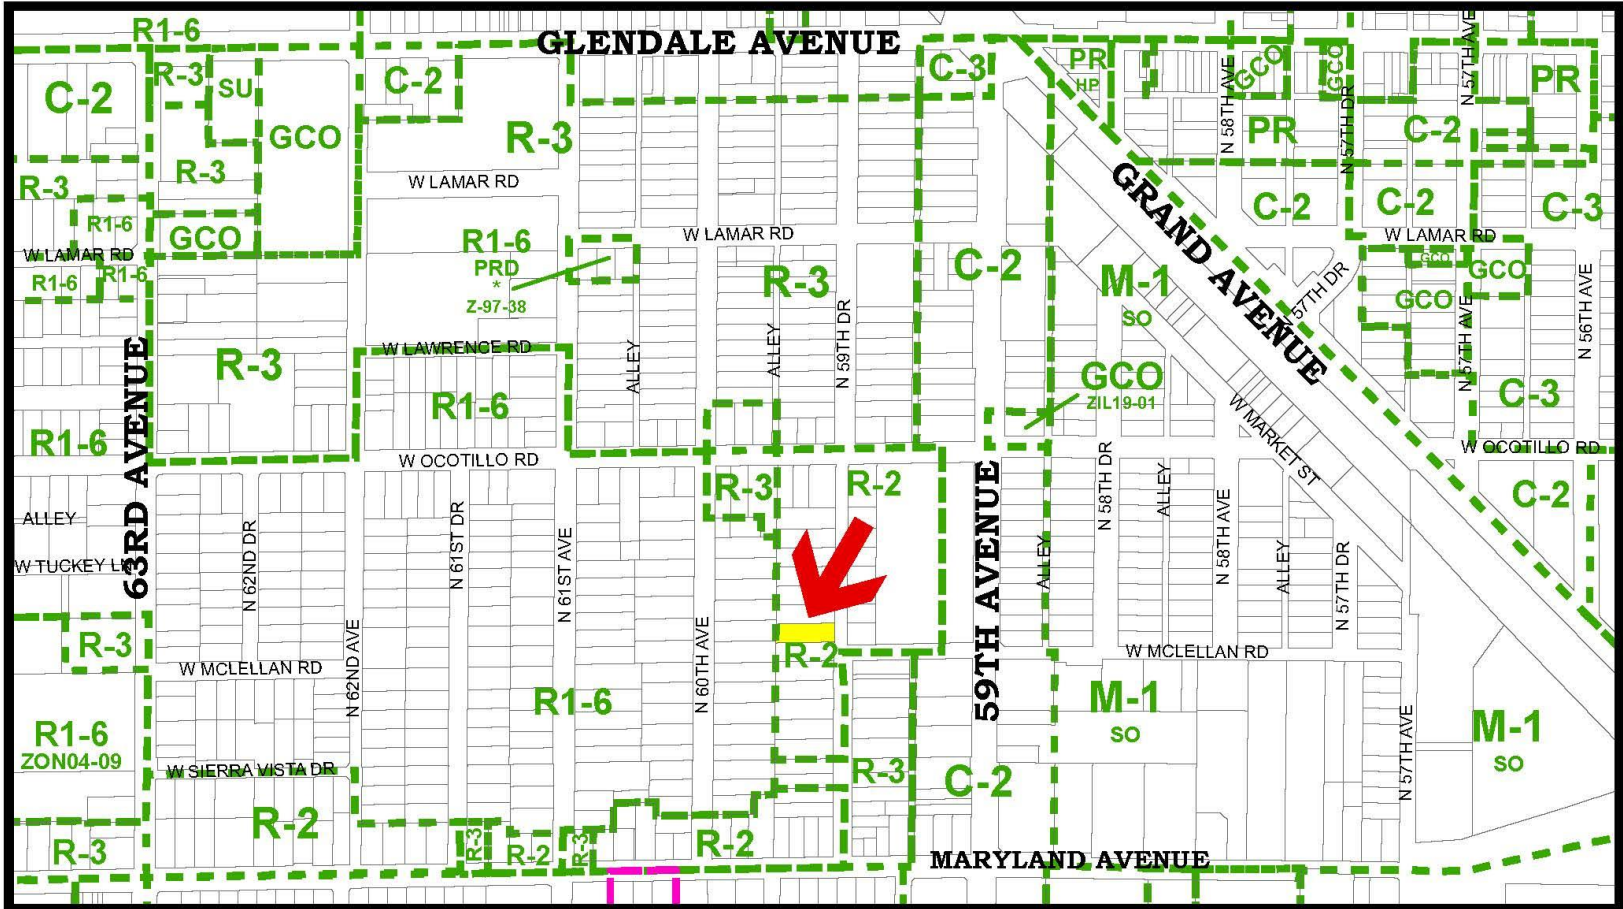 R1-6
GLENDALE AVENUE
C-2
R-3
SU
GCO
C-2
R-3
C-3
PR
HP
N 58TH AVE
GCO
GCO
N 57TH DR
N 57TH AVE
PR
PR
C-2
R-3
R-3
W LAMAR RD
R1-6
GCO
W LAMAR RD
R1-6
R1-6
R1-6
PRD
*
Z-97-38
W LAMAR RD
R-3
C-2
GRAND AVENUE
C-2
C-2
C-3
W LAMAR RD
GCO
GCO
GCO
N 57TH AVE
N 56TH AVE
57TH DR
M-1
SO
63RD AVENUE
R-3
W LAWRENCE RD
R1-6
ALLEY
ALLEY
N 59TH DR
GCO
ZIL19-01
C-3
R1-6
W OCOTILLO RD
W MARKET ST
W OCOTILLO RD
R-3
R-2
C-2
ALLEY
W TUCKEY LN
N 62ND DR
N 61ST DR
N 61ST AVE
59TH AVENUE
ALLEY
N 58TH DR
ALLEY
N 58TH AVE
ALLEY
N 57TH DR
R-3
W MCLELLAN RD
N 62ND AVE
N 60TH AVE
R-2
W MCLELLAN RD
R1-6
M-1
SO
N 57TH AVE
M-1
SO
R1-6
ZON04-09
W SIERRA VISTA DR
R-3
C-2
R-2
R-3
R-3
R-2
R-3
R-2
MARYLAND AVENUE